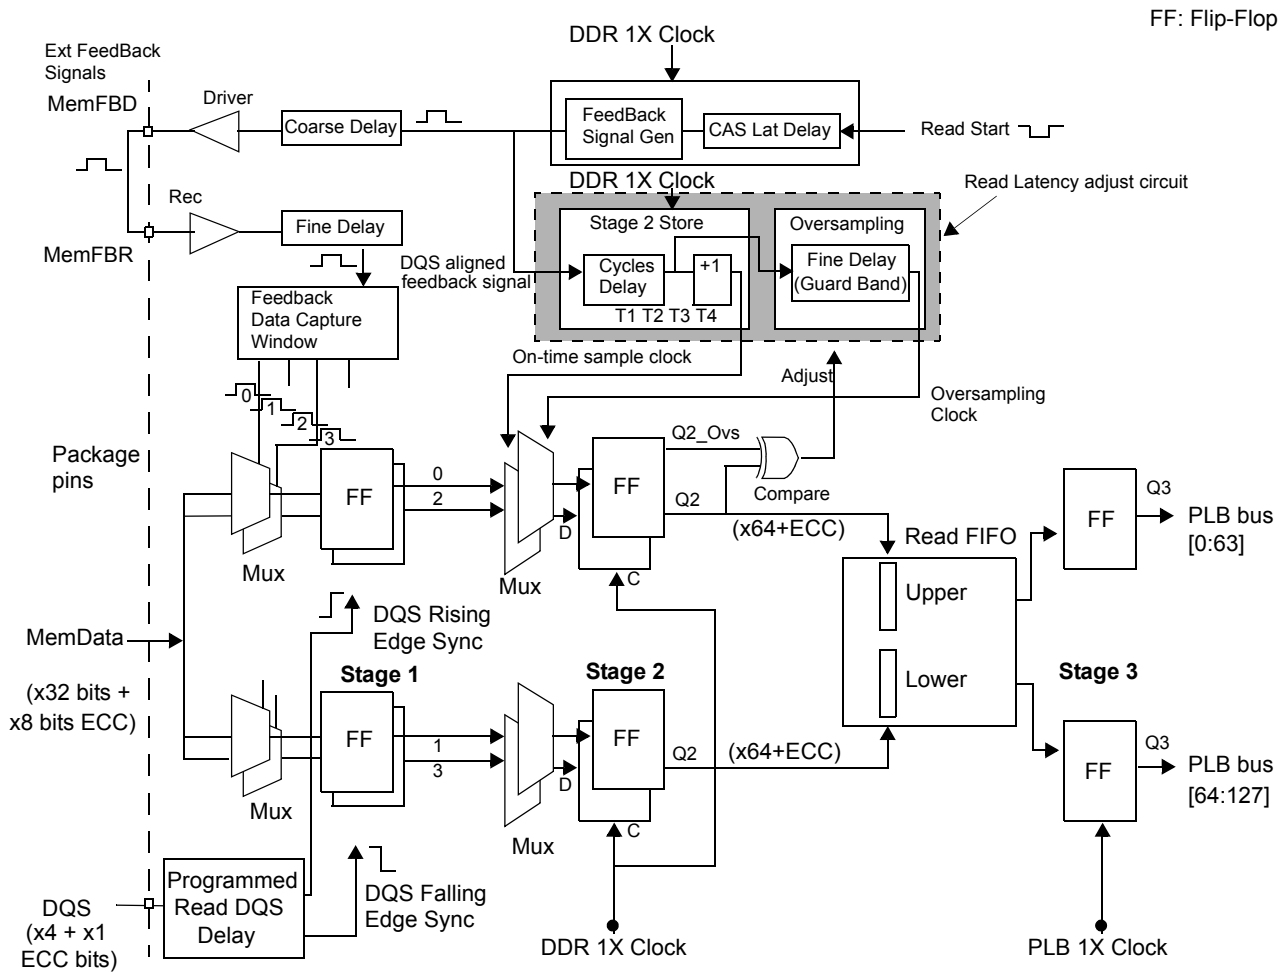 FF: Flip-Flop
DDR 1X Clock
Ext FeedBack
Signals
MemFBD
Driver
Coarse Delay
FeedBack
Signal Gen
CAS Lat Delay
Read Start
DDR 1X Clock
Read Latency adjust circuit
Rec
MemFBR
Fine Delay
Stage 2 Store
Oversampling
DQS aligned
feedback signal
Cycles
Delay
+1
Fine Delay
(Guard Band)
T1 T2 T3 T4
Feedback
Data Capture
Window
On-time sample clock
Adjust
Oversampling
Clock
0
1
2
3
Package
pins
Q2_Ovs
FF
0
2
FF
Q2
Compare
(x64+ECC)
D
C
Mux
Mux
Read FIFO
Upper
Lower
FF
Q3
PLB bus
[0:63]
MemData
(x32 bits +
x8 bits ECC)
DQS Rising
Edge Sync
Stage 1
Stage 2
Stage 3
FF
1
3
FF
Q2
(x64+ECC)
D
C
Mux
Mux
FF
Q3
PLB bus
[64:127]
Programmed
Read DQS
Delay
DQS
(x4 + x1
ECC bits)
DQS Falling
Edge Sync
DDR 1X Clock
PLB 1X Clock